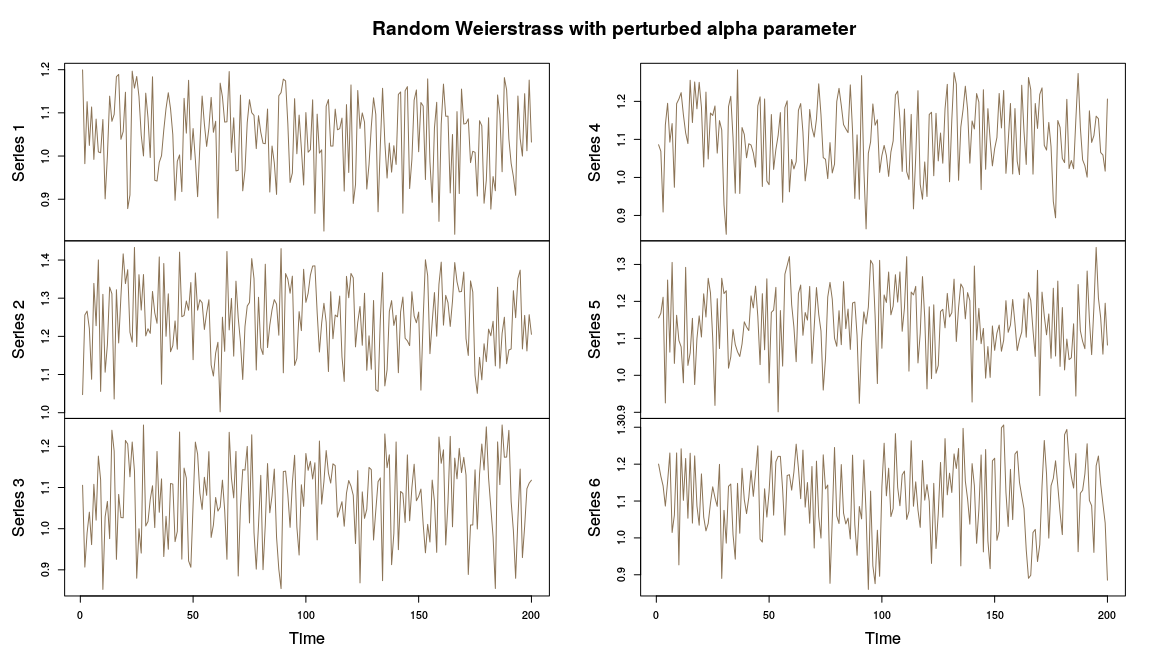 Random Weierstrass with perturbed alpha parameter
Series 1
0.9 1.0 1.1 1.2
Series 2
1.0 1.1 1.2 1.3 1.4
Series 3
0.9 1.0 1.1 1.2
0 50 100 150 200
Time
Series 4
0.9 1.0 1.1 1.2
Series 5
0.9 1.0 1.1 1.2 1.3
Series 6
0.9 1.0 1.1 1.2 1.30
0 50 100 150 200
Time